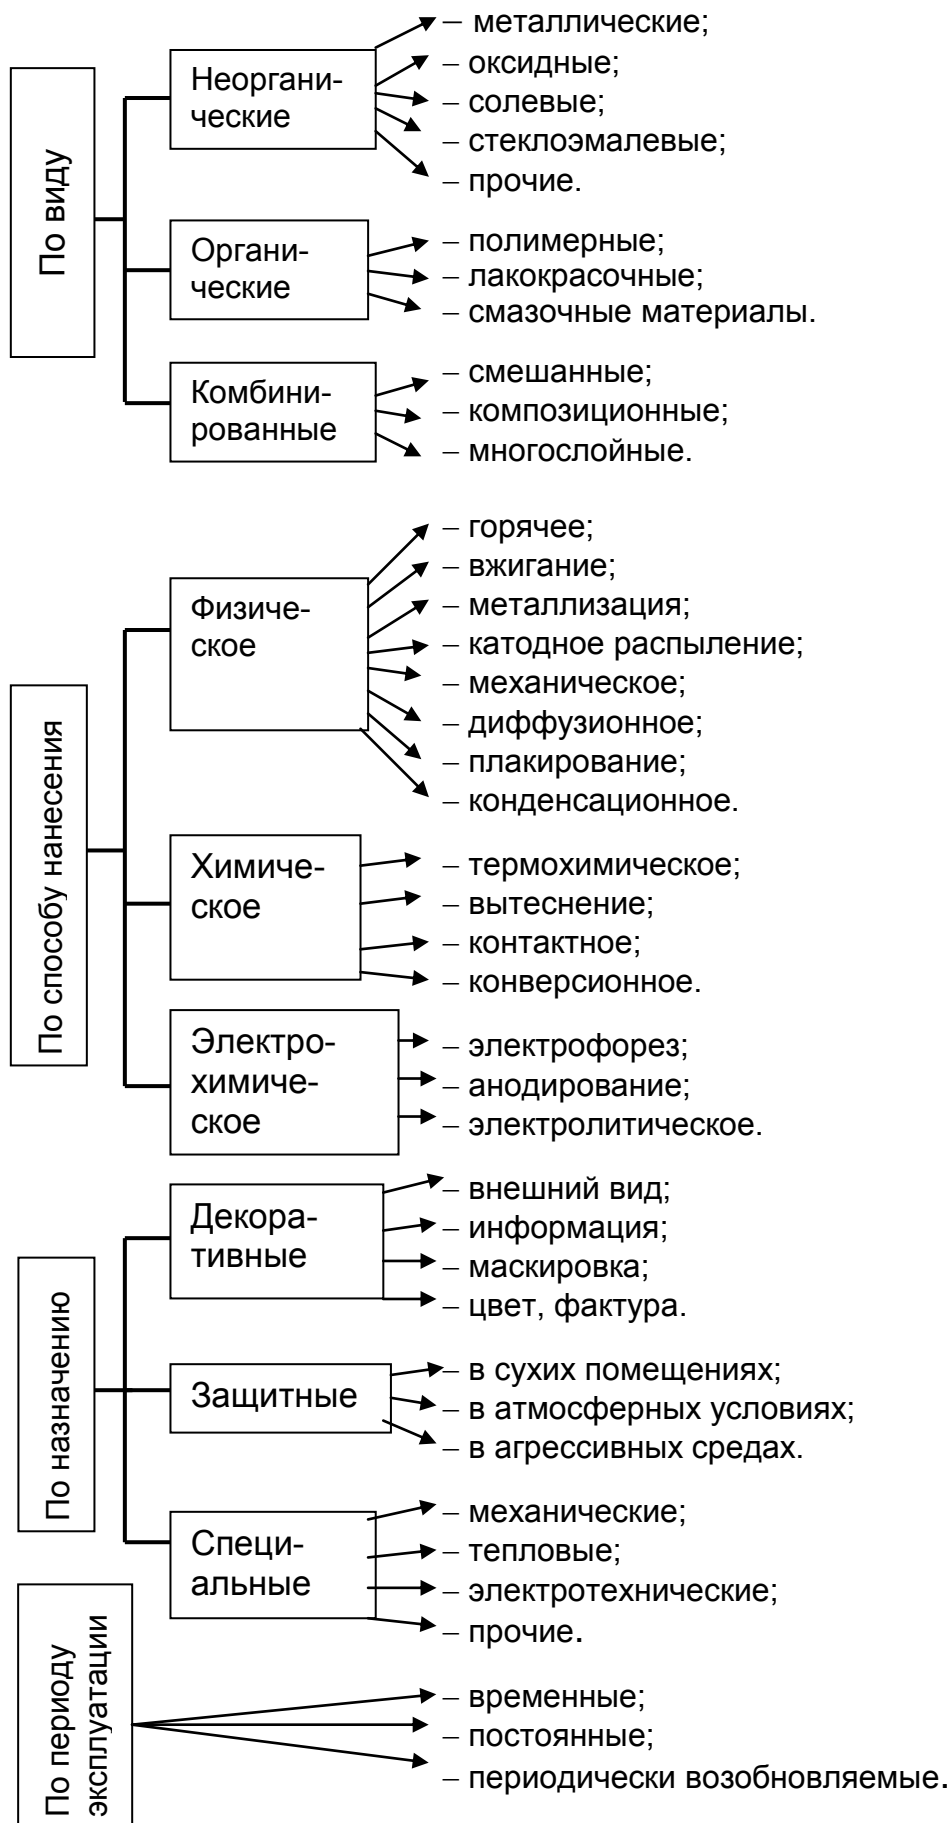 По виду
Неоргани-
ческие
– металлические;
– оксидные;
– солевые;
– стеклоэмалевые;
– прочие.
Органи-
ческие
– полимерные;
– лакокрасочные;
– смазочные материалы.
Комбини-
рованные
– смешанные;
– композиционные;
– многослойные.
По способу нанесения
Физиче-
ское
– горячее;
– вжигание;
– металлизация;
– катодное распыление;
– механическое;
– диффузионное;
– плакирование;
– конденсационное.
Химиче-
ское
– термохимическое;
– вытеснение;
– контактное;
– конверсионное.
Электро-
химиче-
ское
– электрофорез;
– анодирование;
– электролитическое.
По назначению
Декора-
тивные
– внешний вид;
– информация;
– маскировка;
– цвет, фактура.
Защитные
– в сухих помещениях;
– в атмосферных условиях;
– в агрессивных средах.
Специ-
альные
– механические;
– тепловые;
– электротехнические;
– прочие.
По периоду
эксплуатации
– временные;
– постоянные;
– периодически возобновляемые.